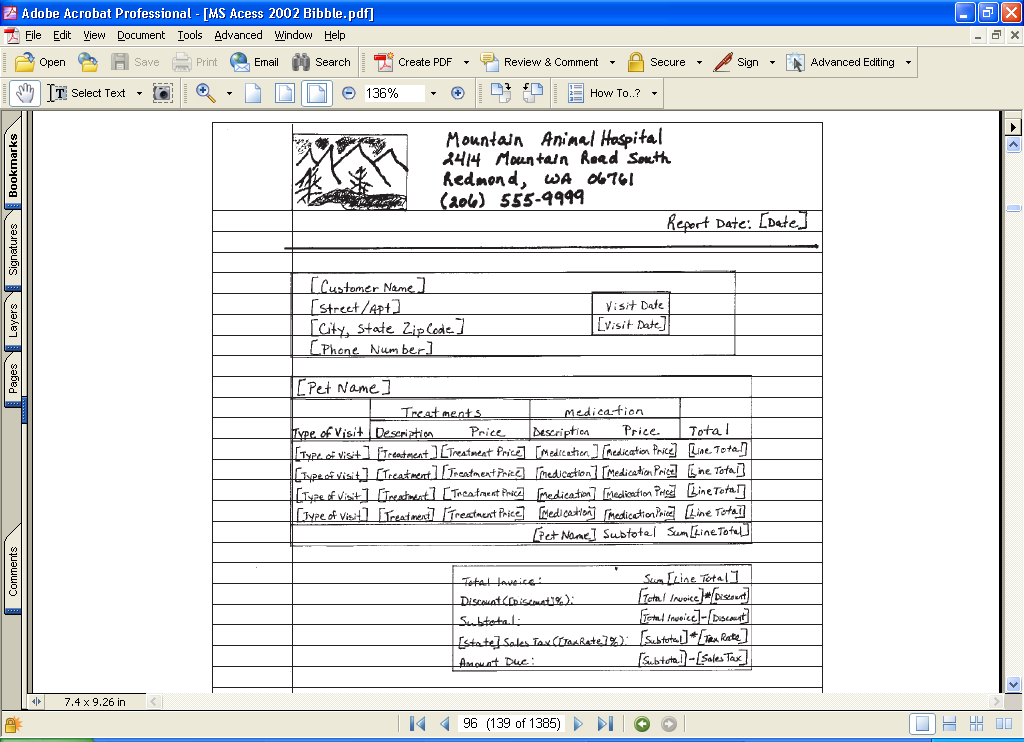 Adobe Acrobat Professional - [MS Acess 2002 Bibble.pdf]
File Edit View Document Tools Advanced Window Help
Open Save Print Email Search Create PDF Review & Comment Secure Sign Advanced Editing
Select Text 136% How To..?
Bookmarks
Signatures
Layers
Pages
Comments
Mountain Animal Hospital
2414 Mountain Road South
Redmond, WA 06761
(206) 555-9999
Report Date: [Date]
[Customer Name]
[Street/Apt] Visit Date
[City, State ZipCode] [Visit Date]
[Phone Number]
[Pet Name]
Treatments Medication
Type of Visit Description Price Description Price Total
[Type of Visit] [Treatment] [Treatment Price] [Medication] [Medication Price] [Line Total]
[Type of Visit] [Treatment] [Treatment Price] [Medication] [Medication Price] [Line Total]
[Type of Visit] [Treatment] [Treatment Price] [Medication] [Medication Price] [Line Total]
[Type of Visit] [Treatment] [Treatment Price] [Medication] [Medication Price] [Line Total]
[Pet Name] Subtotal Sum[Line Total]
Total Invoice: Sum[Line Total]
Discount([Discount]%): [Total Invoice]*[Discount]
Subtotal: [Total Invoice]-[Discount]
[State] Sales Tax ([TaxRate]%): [Subtotal]*[Tax Rate]
Amount Due: [Subtotal]-[Sales Tax]
7.4 x 9.26 in
96 (139 of 1385)